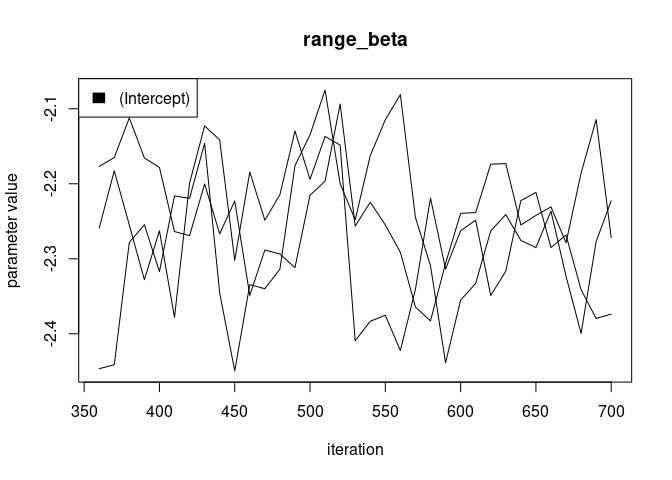 range_beta
(Intercept)
parameter value
-2.1
-2.2
-2.3
-2.4
350 400 450 500 550 600 650 700
iteration